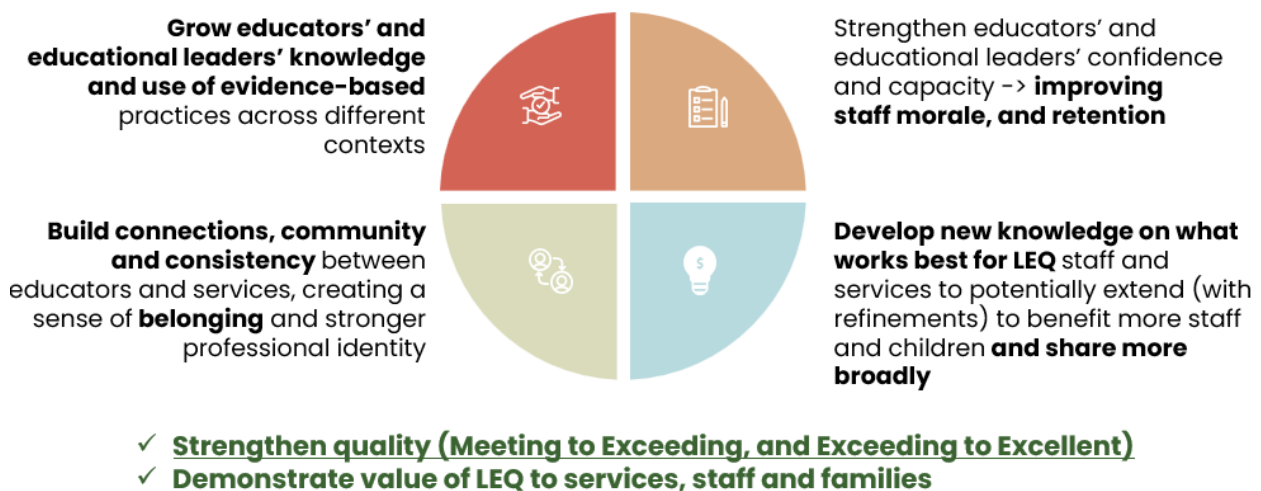 Grow educators’ and
educational leaders’ knowledge
and use of evidence-based
practices across different
contexts
Strengthen educators’ and
educational leaders’ confidence
and capacity -> improving
staff morale, and retention
Build connections, community
and consistency between
educators and services, creating a
sense of belonging and stronger
professional identity
$
Develop new knowledge on what
works best for LEQ staff and
services to potentially extend (with
refinements) to benefit more staff
and children and share more
broadly
✓ Strengthen quality (Meeting to Exceeding, and Exceeding to Excellent)
✓ Demonstrate value of LEQ to services, staff and families